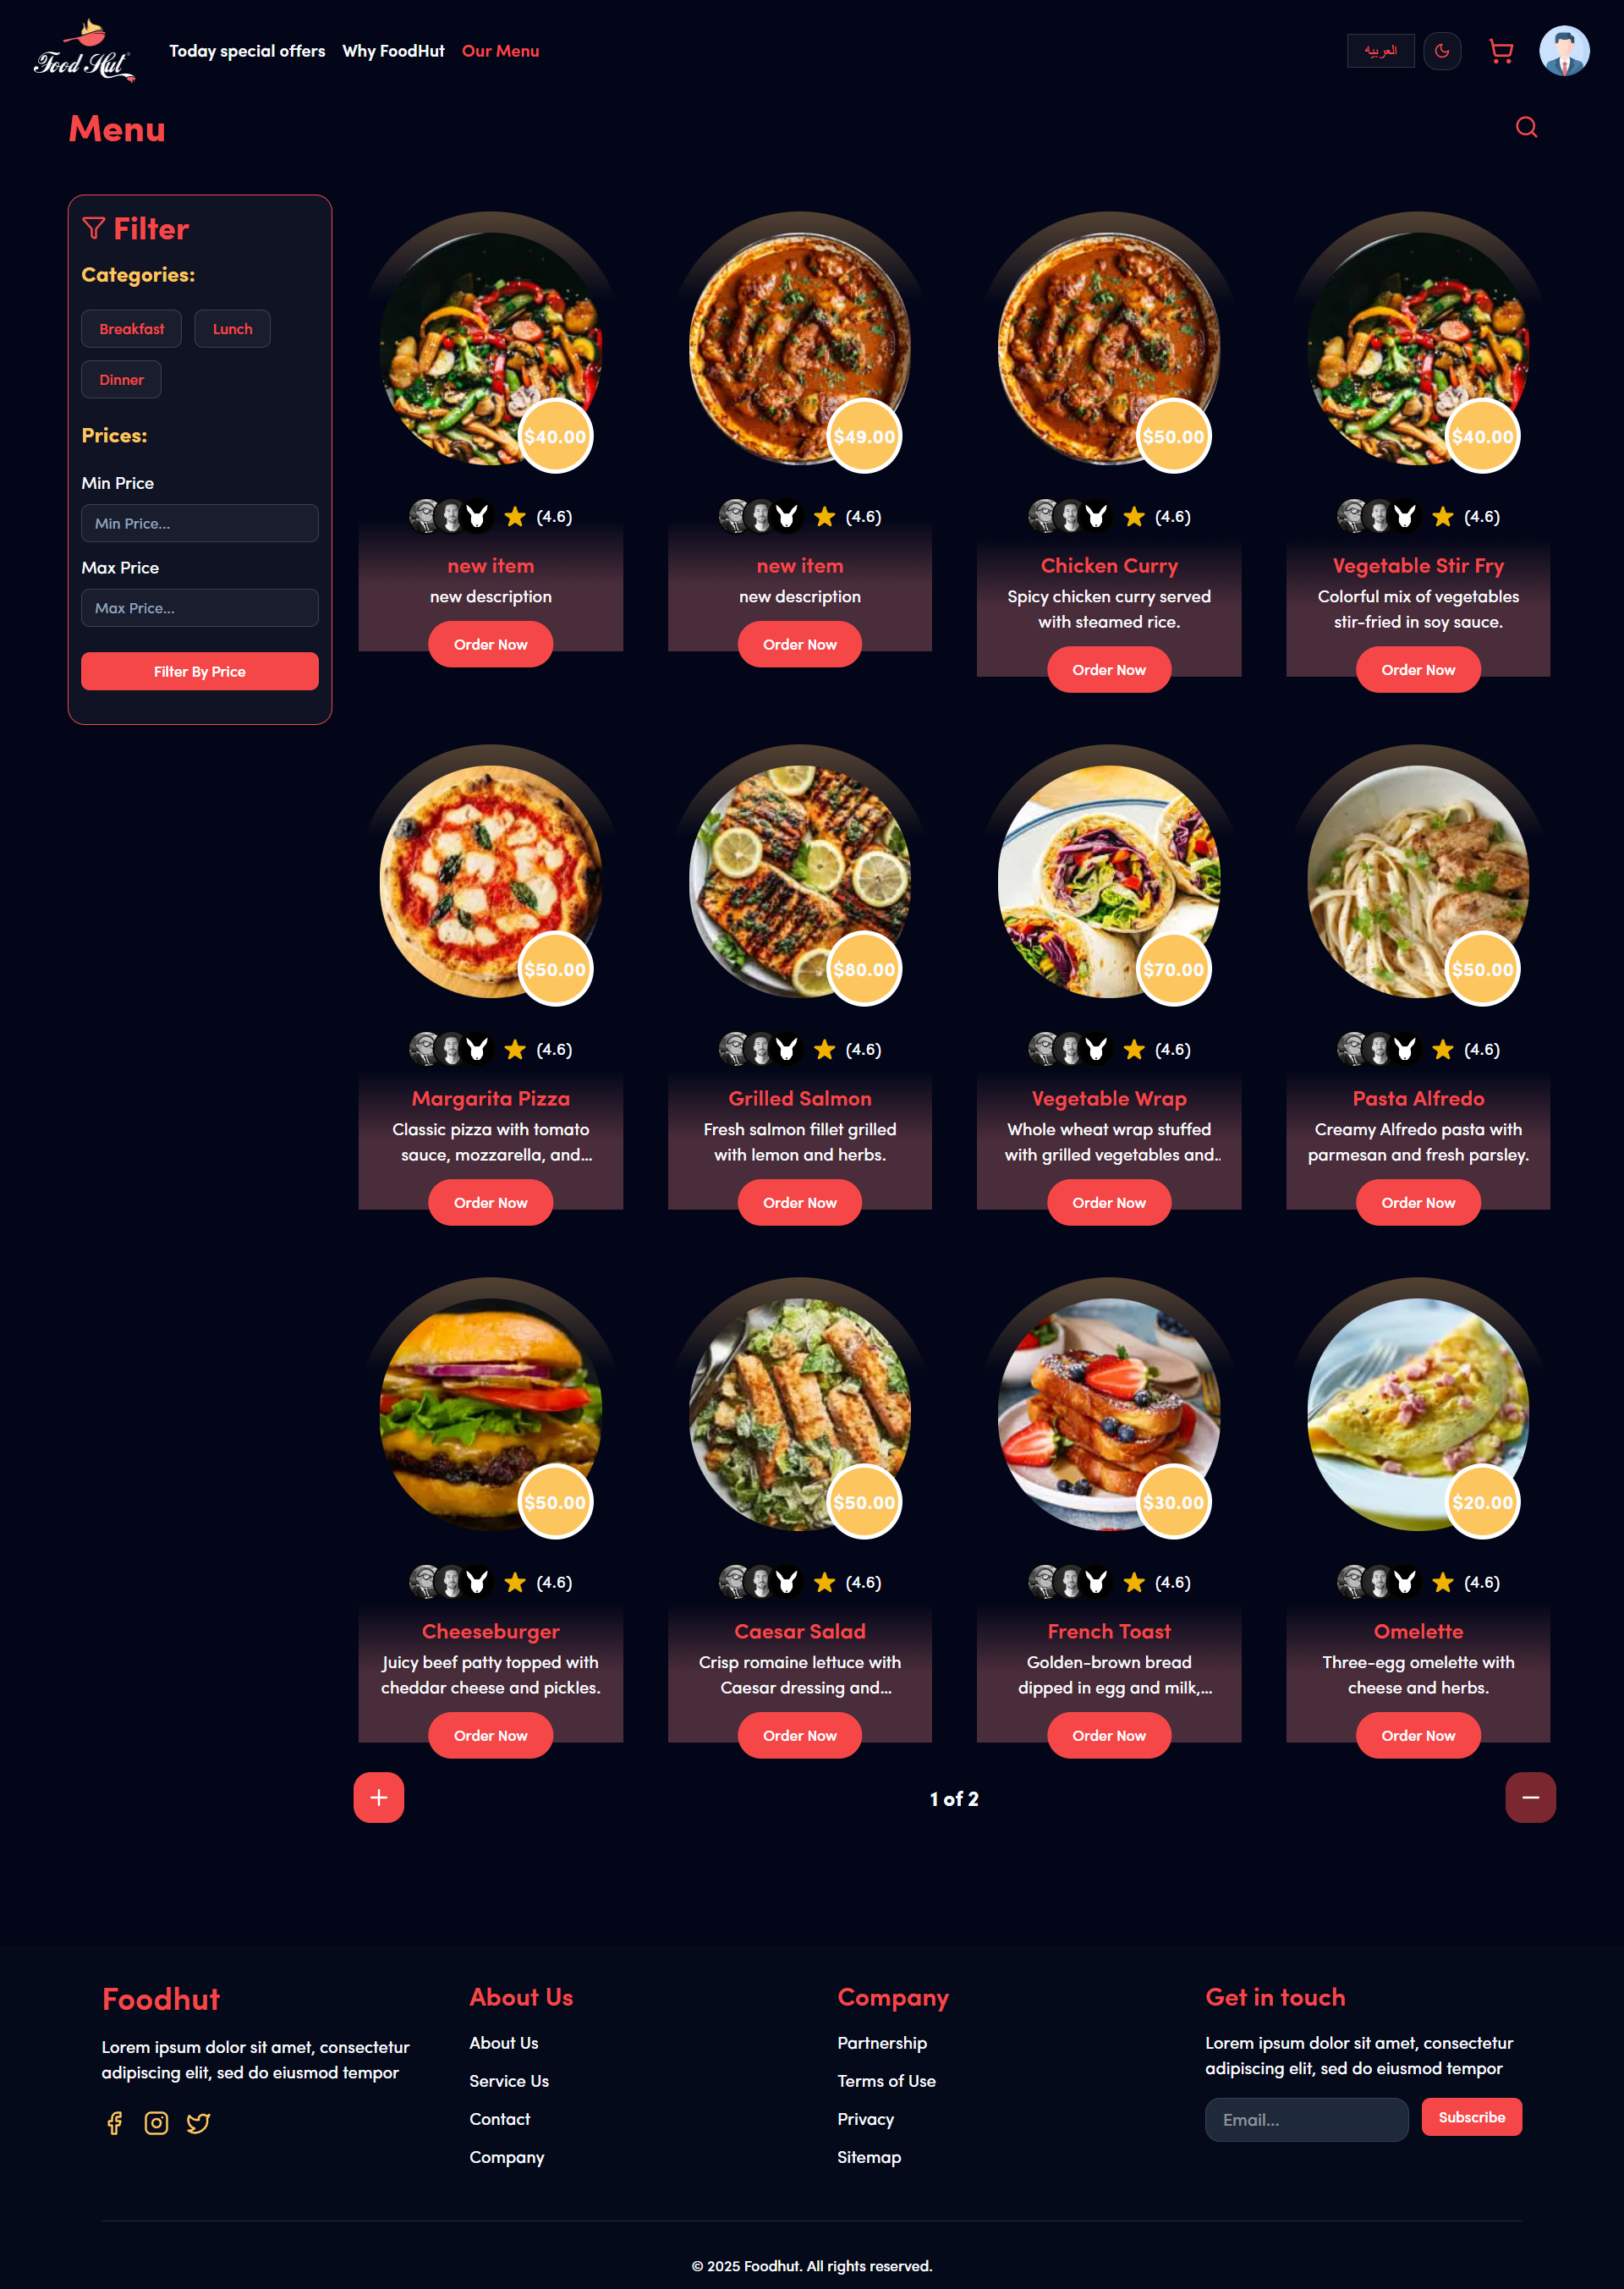 Food Hut
Today special offers
Why FoodHut
Our Menu
العربيه
Menu
Filter
Categories:
Breakfast
Lunch
Dinner
Prices:
Min Price
Min Price...
Max Price
Max Price...
Filter By Price
$40.00
(4.6)
new item
new description
Order Now
$49.00
(4.6)
new item
new description
Order Now
$50.00
(4.6)
Chicken Curry
Spicy chicken curry served
with steamed rice.
Order Now
$40.00
(4.6)
Vegetable Stir Fry
Colorful mix of vegetables
stir-fried in soy sauce.
Order Now
$50.00
(4.6)
Margarita Pizza
Classic pizza with tomato
sauce, mozzarella, and...
Order Now
$80.00
(4.6)
Grilled Salmon
Fresh salmon fillet grilled
with lemon and herbs.
Order Now
$70.00
(4.6)
Vegetable Wrap
Whole wheat wrap stuffed
with grilled vegetables and..
Order Now
$50.00
(4.6)
Pasta Alfredo
Creamy Alfredo pasta with
parmesan and fresh parsley.
Order Now
$50.00
(4.6)
Cheeseburger
Juicy beef patty topped with
cheddar cheese and pickles.
Order Now
$50.00
(4.6)
Caesar Salad
Crisp romaine lettuce with
Caesar dressing and...
Order Now
$30.00
(4.6)
French Toast
Golden-brown bread
dipped in egg and milk,...
Order Now
$20.00
(4.6)
Omelette
Three-egg omelette with
cheese and herbs.
Order Now
1 of 2
Foodhut
Lorem ipsum dolor sit amet, consectetur
adipiscing elit, sed do eiusmod tempor
About Us
About Us
Service Us
Contact
Company
Company
Partnership
Terms of Use
Privacy
Sitemap
Get in touch
Lorem ipsum dolor sit amet, consectetur
adipiscing elit, sed do eiusmod tempor
Email...
Subscribe
© 2025 Foodhut. All rights reserved.